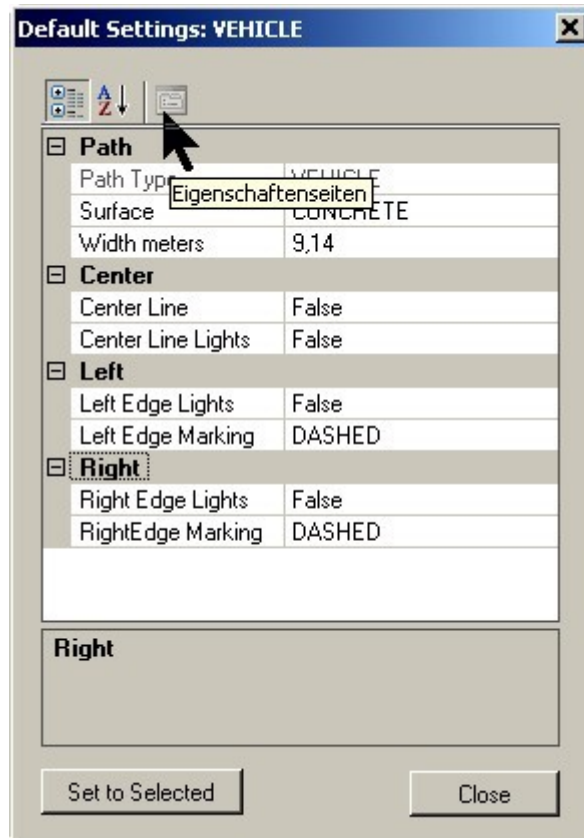 Default Settings: VEHICLE
Path
Path Type VEHICLE
Eigenschaftenseiten
Surface CONCRETE
Width meters 9,14
Center
Center Line False
Center Line Lights False
Left
Left Edge Lights False
Left Edge Marking DASHED
Right
Right Edge Lights False
RightEdge Marking DASHED
Right
Set to Selected Close